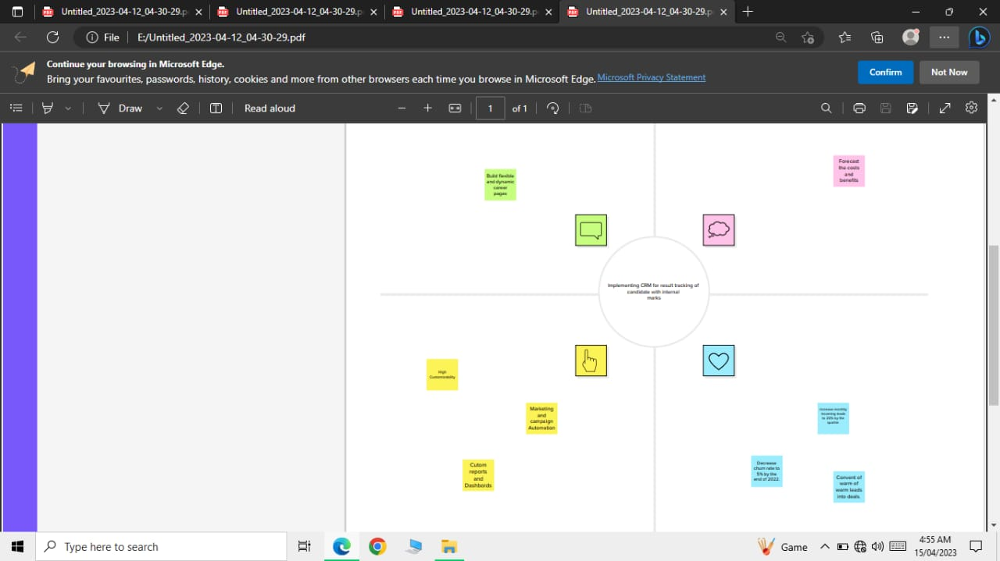 Untitled_2023-04-12_04-30-29.p
Untitled_2023-04-12_04-30-29.p
Untitled_2023-04-12_04-30-29.p
Untitled_2023-04-12_04-30-29.p
File
E:/Untitled_2023-04-12_04-30-29.pdf
Continue your browsing in Microsoft Edge.
Bring your favourites, passwords, history, cookies and more from other browsers each time you browse in Microsoft Edge. Microsoft Privacy Statement
Confirm
Not Now
Draw
Read aloud
1
of 1
Build flexible
and dynamic
career
pages
Forecast
the costs
and
benefits
Implementing CRM for result tracking of
candidate with internal
marks
High
Customizability
Marketing
and
campaign
Automation
Cutom
reports
and
Dashbords
increase monthly
incoming leads
to 20% by the
quarter
Decrease
churn rate to
5% by the
end of 2022.
Convent of
warm of
warm leads
into deals.
Type here to search
Game
4:55 AM
15/04/2023